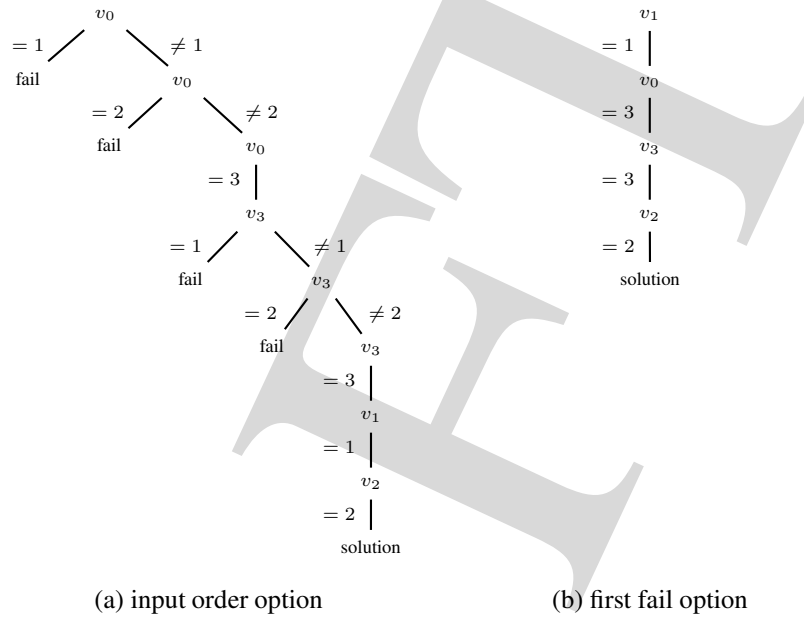 v₀
= 1
≠ 1
fail
v₀
= 2
≠ 2
fail
v₀
= 3
v₃
= 1
≠ 1
fail
v₃
= 2
≠ 2
fail
v₃
= 3
v₁
= 1
v₂
= 2
solution
(a) input order option
v₁
= 1
v₀
= 3
v₃
= 3
v₂
= 2
solution
(b) first fail option